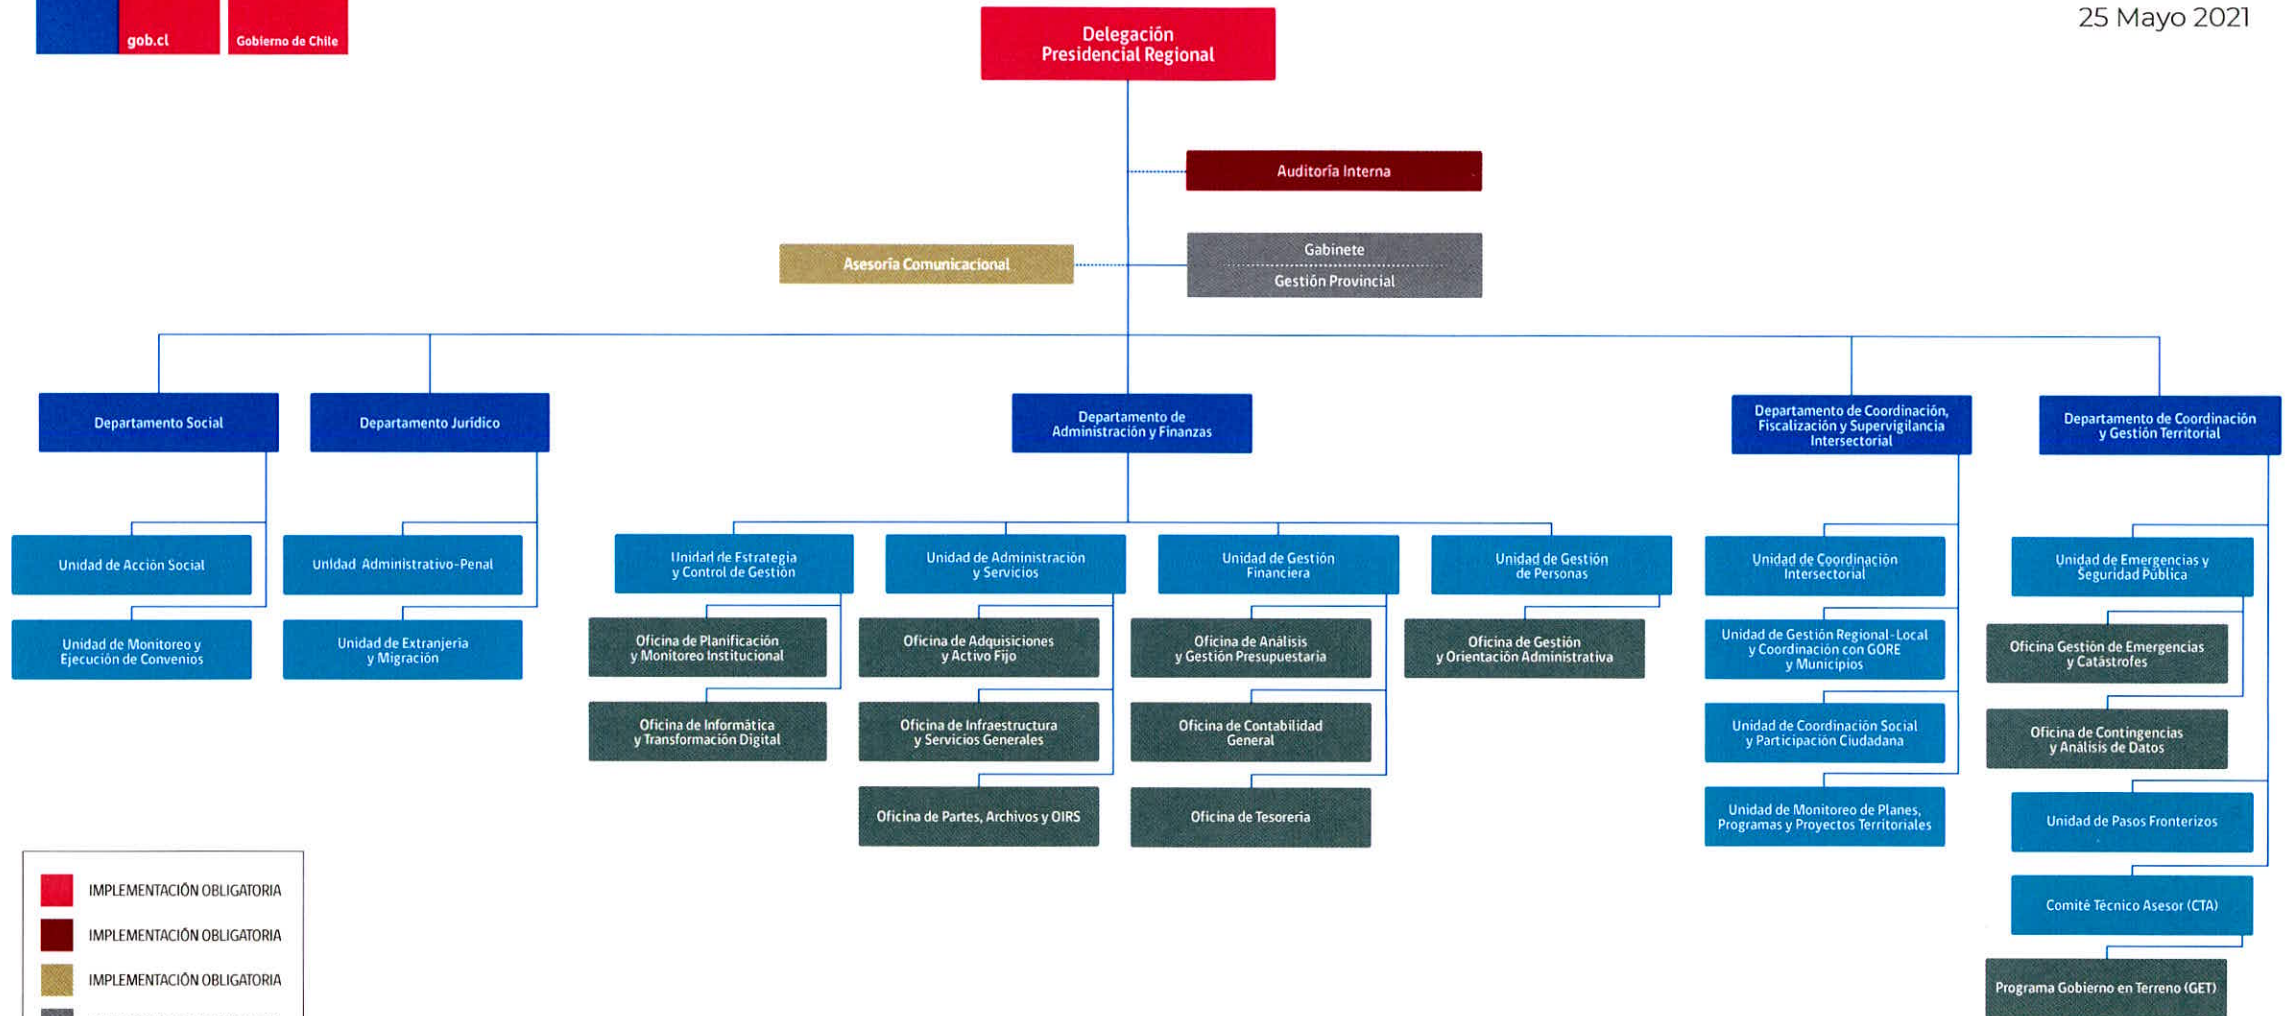 gob.cl
Gobierno de Chile
25 Mayo 2021
Delegación
Presidencial Regional
Auditoría Interna
Asesoría Comunicacional
Gabinete
Gestión Provincial
Departamento Social
Departamento Jurídico
Departamento de
Administración y Finanzas
Departamento de Coordinación,
Fiscalización y Supervigilancia
Intersectorial
Departamento de Coordinación
y Gestión Territorial
Unidad de Acción Social
Unidad de Monitoreo y
Ejecución de Convenios
Unidad Administrativo-Penal
Unidad de Extranjería
y Migración
Unidad de Estrategia
y Control de Gestión
Oficina de Planificación
y Monitoreo Institucional
Oficina de Informática
y Transformación Digital
Unidad de Administración
y Servicios
Oficina de Adquisiciones
y Activo Fijo
Oficina de Infraestructura
y Servicios Generales
Oficina de Partes, Archivos y OIRS
Unidad de Gestión
Financiera
Oficina de Análisis
y Gestión Presupuestaria
Oficina de Contabilidad
General
Oficina de Tesorería
Unidad de Gestión
de Personas
Oficina de Gestión
y Orientación Administrativa
Unidad de Coordinación
Intersectorial
Unidad de Gestión Regional-Local
y Coordinación con GORE
y Municipios
Unidad de Coordinación Social
y Participación Ciudadana
Unidad de Monitoreo de Planes,
Programas y Proyectos Territoriales
Unidad de Emergencias y
Seguridad Pública
Oficina Gestión de Emergencias
y Catástrofes
Oficina de Contingencias
y Análisis de Datos
Unidad de Pasos Fronterizos
Comité Técnico Asesor (CTA)
Programa Gobierno en Terreno (GET)
IMPLEMENTACIÓN OBLIGATORIA
IMPLEMENTACIÓN OBLIGATORIA
IMPLEMENTACIÓN OBLIGATORIA